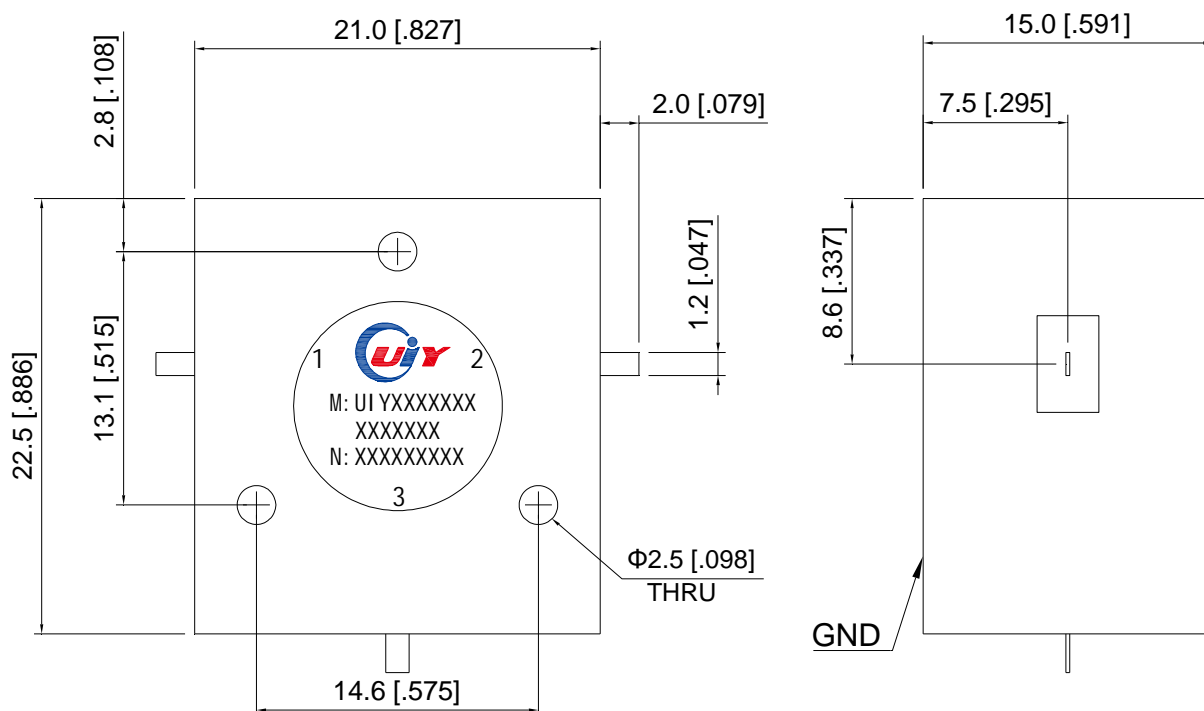 21.0 [.827]
15.0 [.591]
2.8 [.108]
2.0 [.079]
7.5 [.295]
1.2 [.047]
8.6 [.337]
22.5 [.886]
13.1 [.515]
1
UiY
2
M: UIYXXXXXXX
XXXXXXX
N: XXXXXXXXX
3
Φ2.5 [.098]
THRU
GND
14.6 [.575]